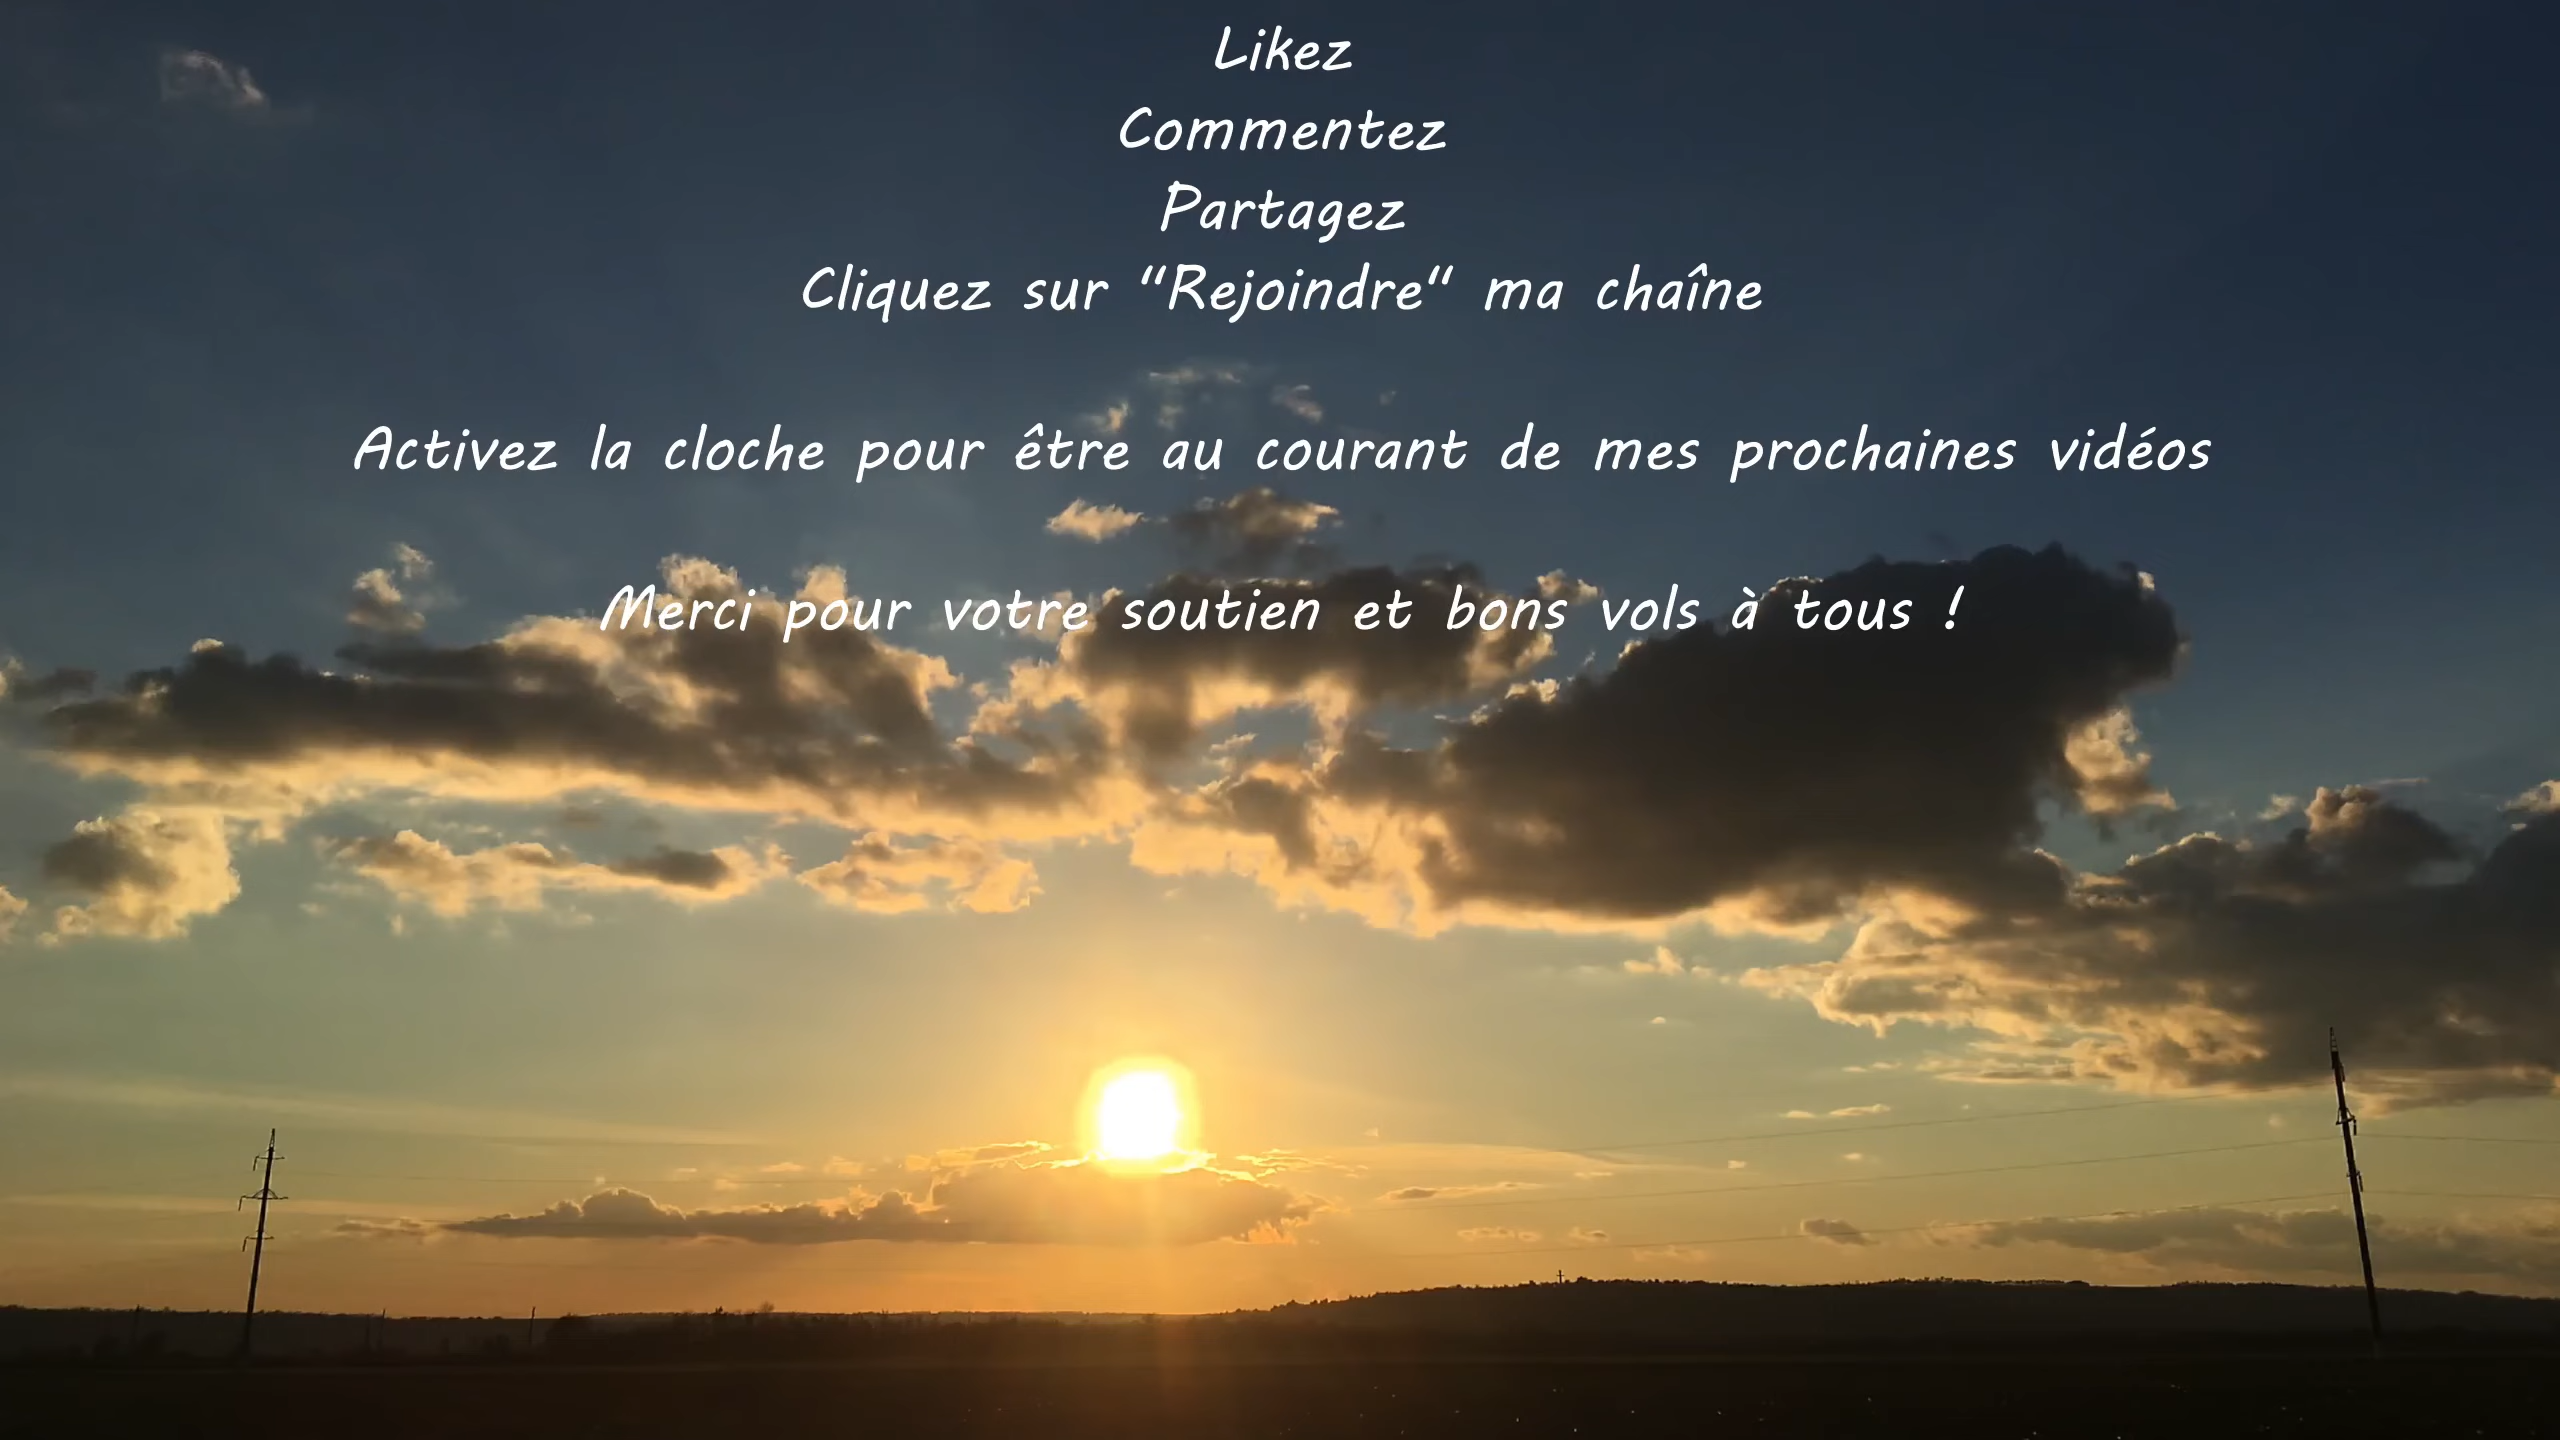 Likez
Commentez
Partagez
Cliquez sur "Rejoindre" ma chaîne
Activez la cloche pour être au courant de mes prochaines vidéos
Merci pour votre soutien et bons vols à tous !